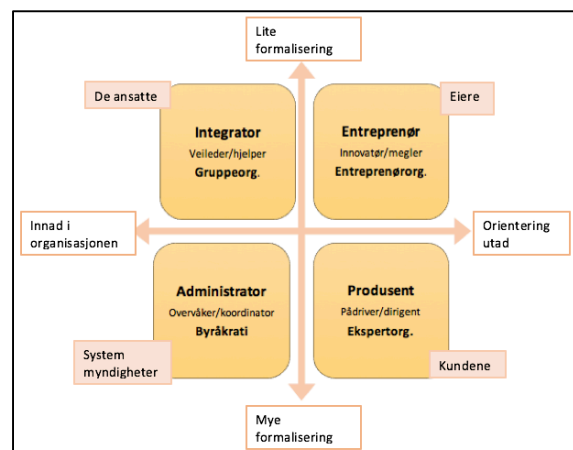 Lite
formalisering
De ansatte
Eiere
Integrator
Veileder/hjelper
Gruppeorg.
Entreprenør
Innovatør/megler
Entreprenørorg.
Innad i
organisasjonen
Orientering
utad
Administrator
Overvåker/koordinator
Byråkrati
Produsent
Pådriver/dirigent
Ekspertorg.
System
myndigheter
Kundene
Mye
formalisering